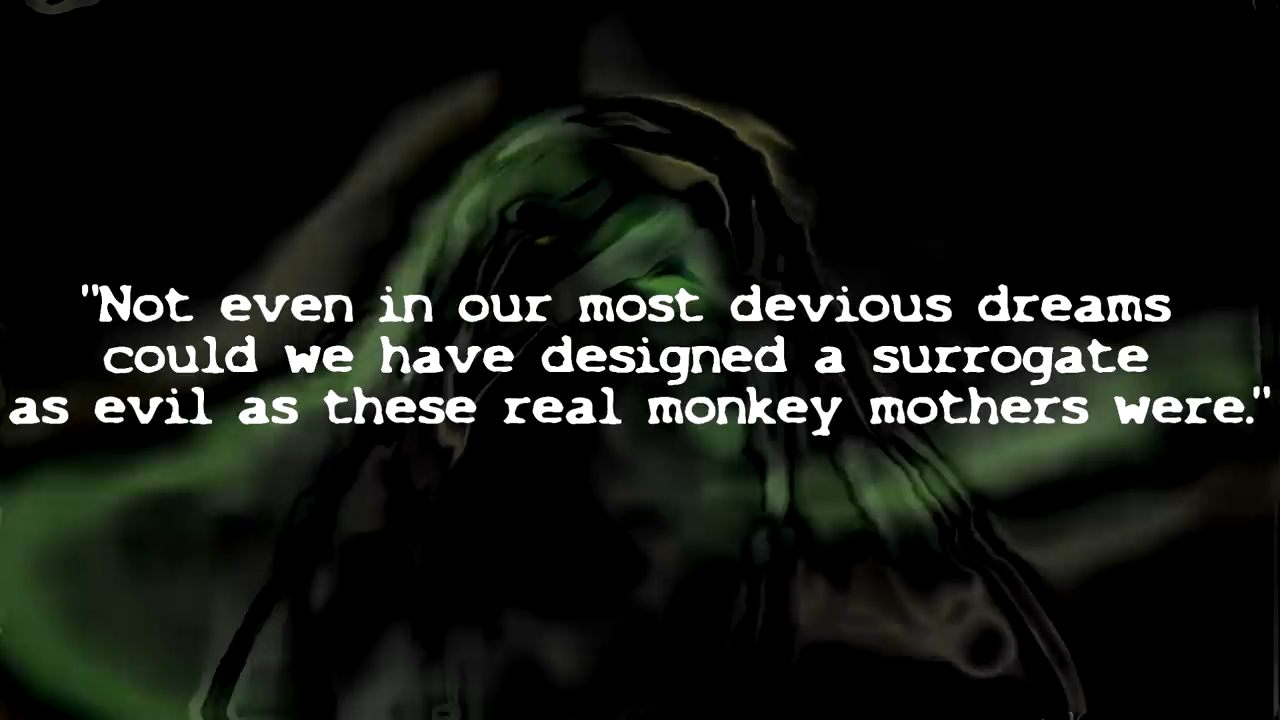 "Not even in our most devious dreams
could we have designed a surrogate
as evil as these real monkey mothers were."